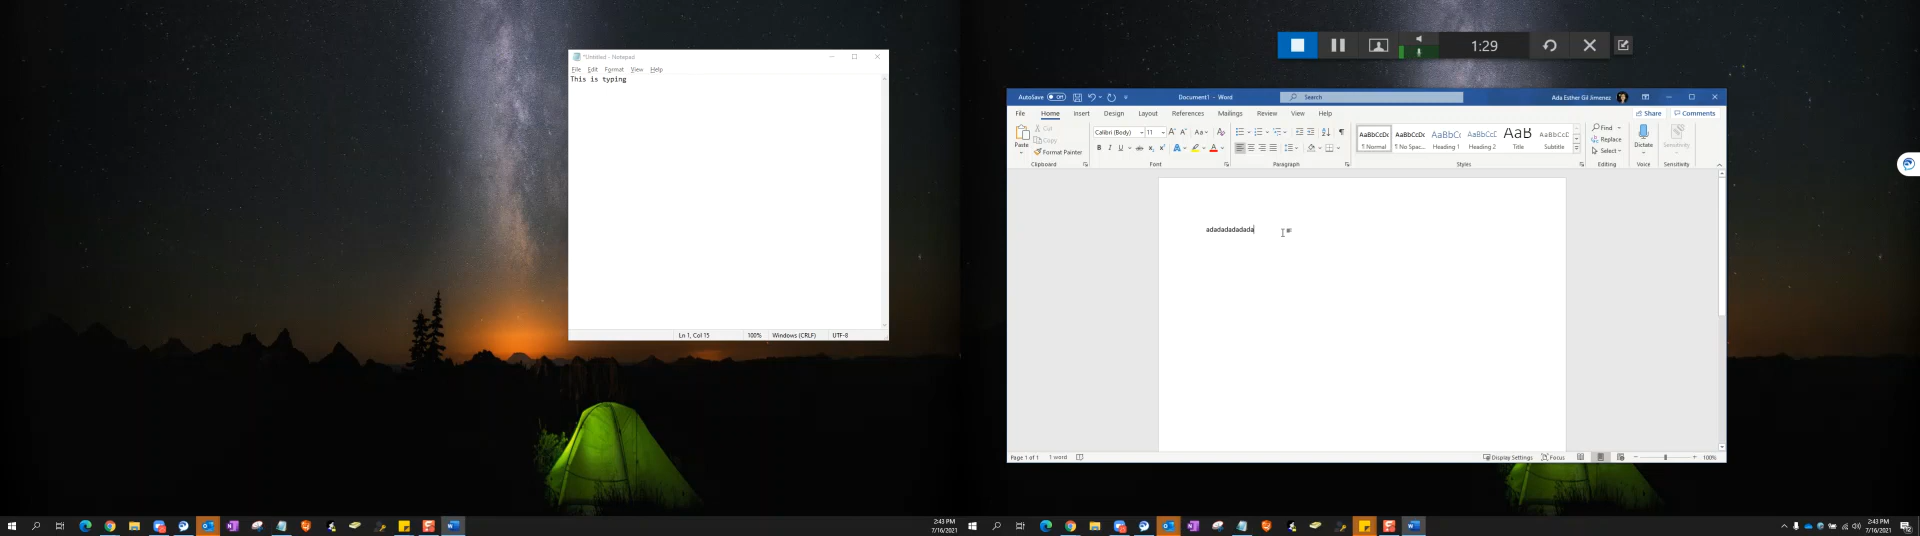 *Untitled - Notepad
File Edit Format View Help
This is typing
Ln 1, Col 15 100% Windows (CRLF) UTF-8
1:29
AutoSave Off Document1 - Word Search Ada Esther Gil Jimenez
File Home Insert Design Layout References Mailings Review View Help Share Comments
Paste Cut Copy Format Painter
Calibri (Body) 11
Find Replace Select
Dictate Sensitivity
AaBbCcDc AaBbCcDc AaBbCc AaBbCcC AaB AaBbCcC
¶ Normal ¶ No Spac... Heading 1 Heading 2 Title Subtitle
Clipboard Font Paragraph Styles Editing Voice Sensitivity
adadadadadada
Page 1 of 1 1 word Display Settings Focus 100%
2:43 PM
7/16/2021
2:43 PM
7/16/2021